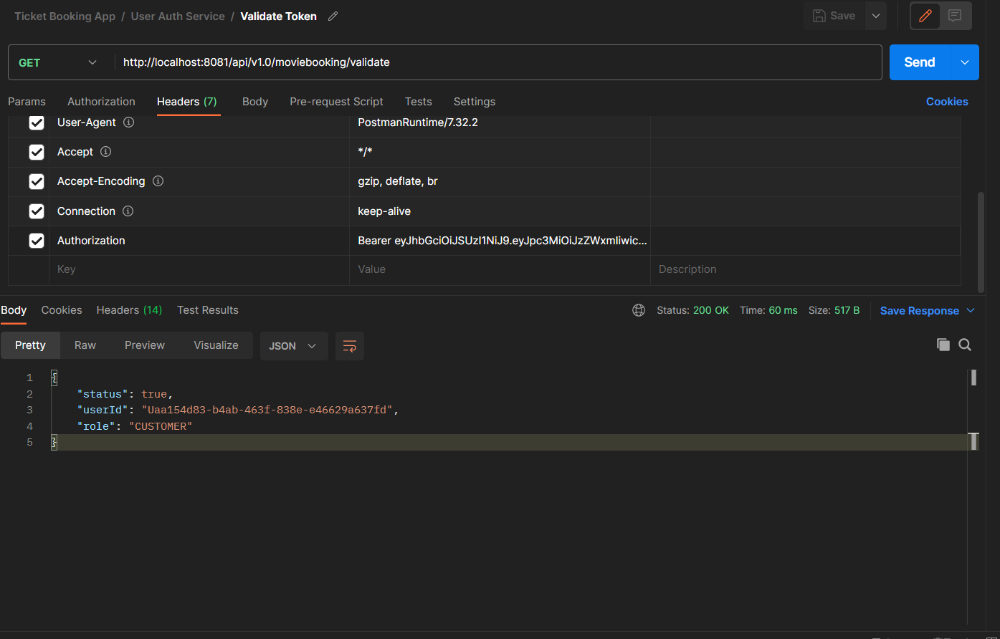 Ticket Booking App / User Auth Service / Validate Token
Save
GET http://localhost:8081/api/v1.0/moviebooking/validate Send
Params Authorization Headers (7) Body Pre-request Script Tests Settings Cookies
User-Agent PostmanRuntime/7.32.2
Accept */*
Accept-Encoding gzip, deflate, br
Connection keep-alive
Authorization Bearer eyJhbGciOiJSUzI1NiJ9.eyJpc3MiOiJzZWxmIiwic...
Key Value Description
Body Cookies Headers (14) Test Results Status: 200 OK Time: 60 ms Size: 517 B Save Response
Pretty Raw Preview Visualize JSON
1 {
2 "status": true,
3 "userId": "Uaa154d83-b4ab-463f-838e-e46629a637fd",
4 "role": "CUSTOMER"
5 }